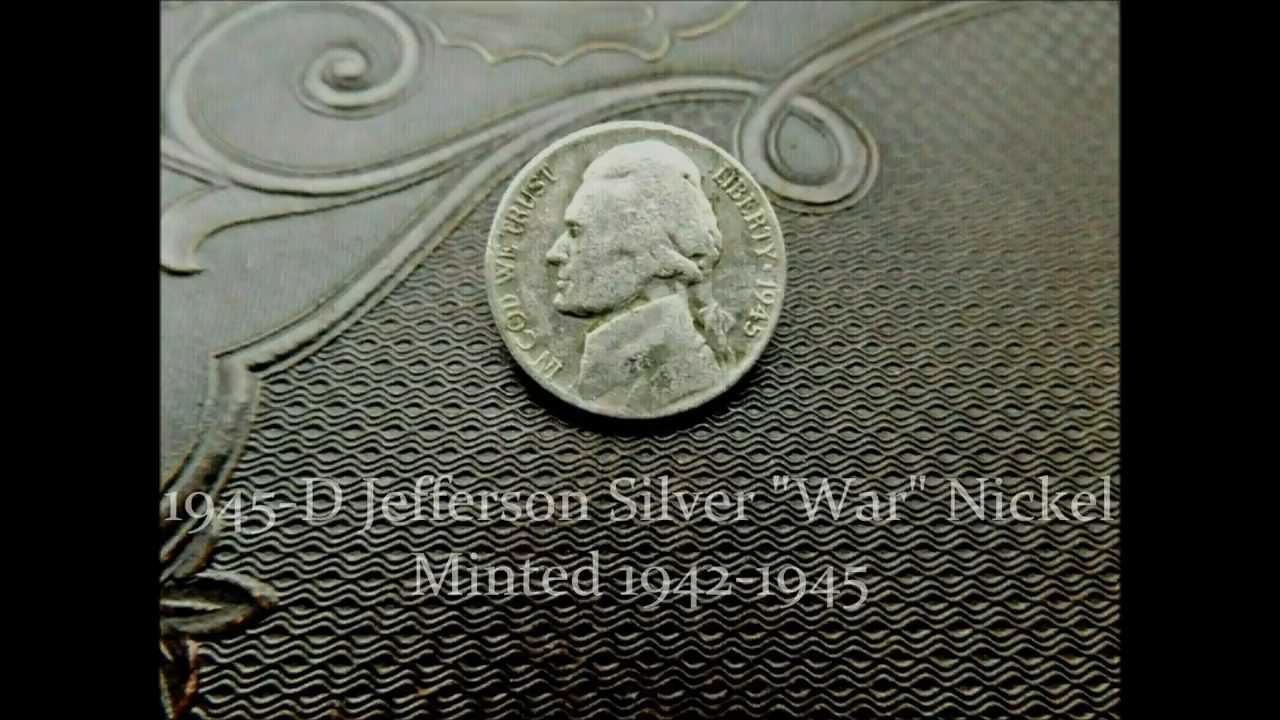 IN GOD WE TRUST
LIBERTY · 1945
1945-D Jefferson Silver "War" Nickel
Minted 1942-1945